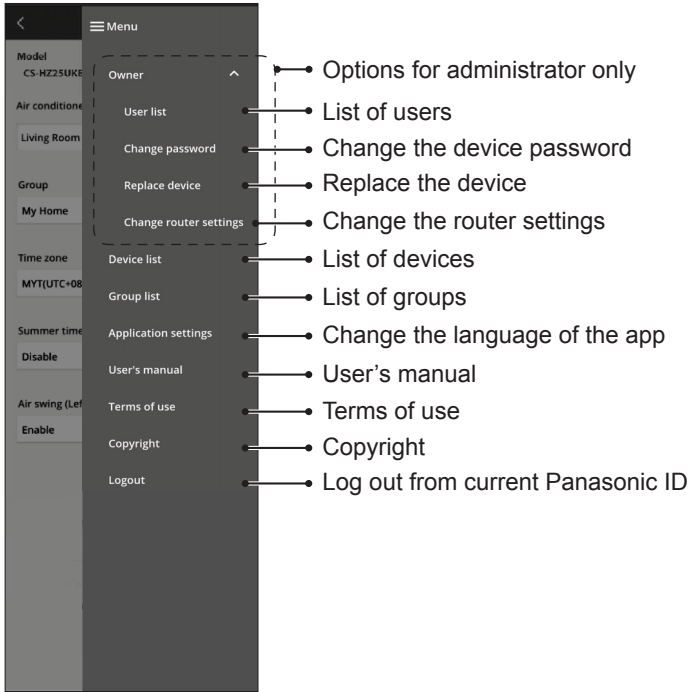 Menu
Model
CS-HZ25UKE
Owner
Options for administrator only
Air conditione
User list
List of users
Living Room
Change password
Change the device password
Group
Replace device
Replace the device
My Home
Change router settings
Change the router settings
Time zone
Device list
List of devices
MYT(UTC+08
Group list
List of groups
Summer time
Application settings
Change the language of the app
Disable
User's manual
User’s manual
Air swing (Lef
Terms of use
Terms of use
Enable
Copyright
Copyright
Logout
Log out from current Panasonic ID